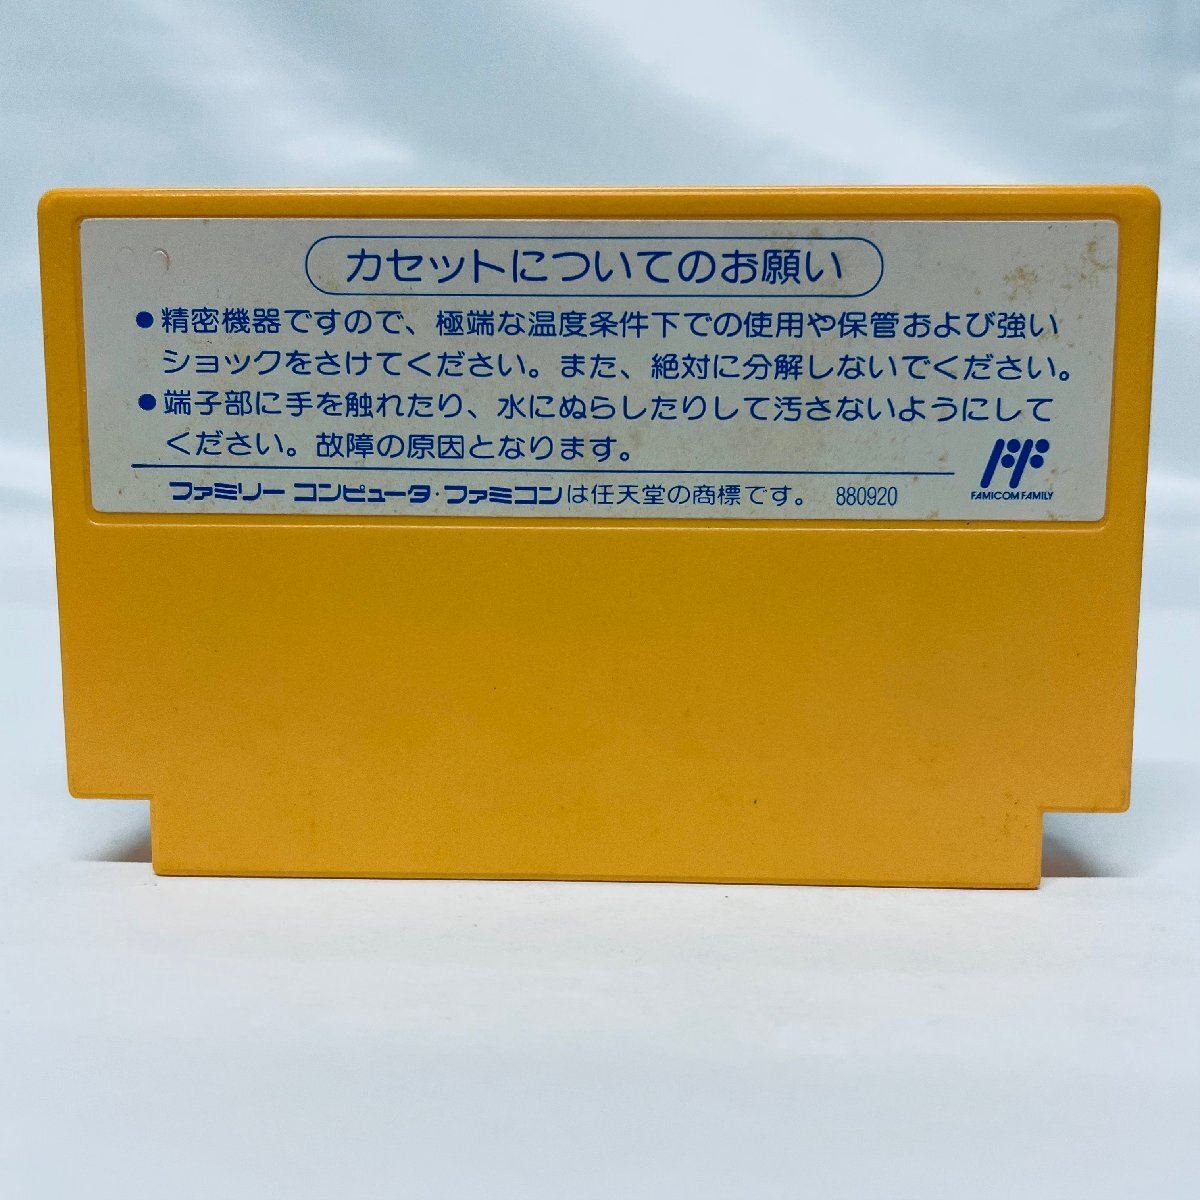 カセットについてのお願い
●精密機器ですので、極端な温度条件下での使用や保管および強い
ショックをさけてください。また、絶対に分解しないでください。
●端子部に手を触れたり、水にぬらしたりして汚さないようにして
ください。故障の原因となります。
ファミリーコンピュータ・ファミコンは任天堂の商標です。 880920
FF
FAMICOM FAMILY